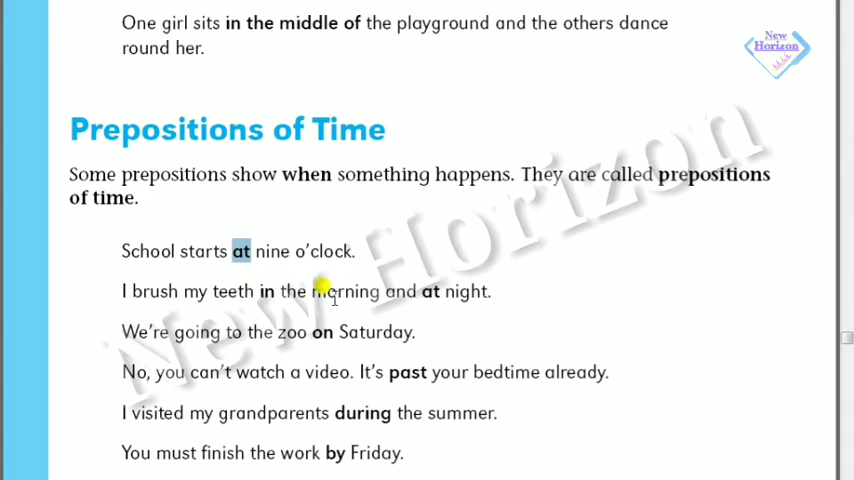 One girl sits in the middle of the playground and the others dance
round her.
New
Horizon
Prepositions of Time
Some prepositions show when something happens. They are called prepositions
of time.
School starts at nine o’clock.
I brush my teeth in the morning and at night.
We’re going to the zoo on Saturday.
No, you can’t watch a video. It’s past your bedtime already.
I visited my grandparents during the summer.
You must finish the work by Friday.
New Horizon